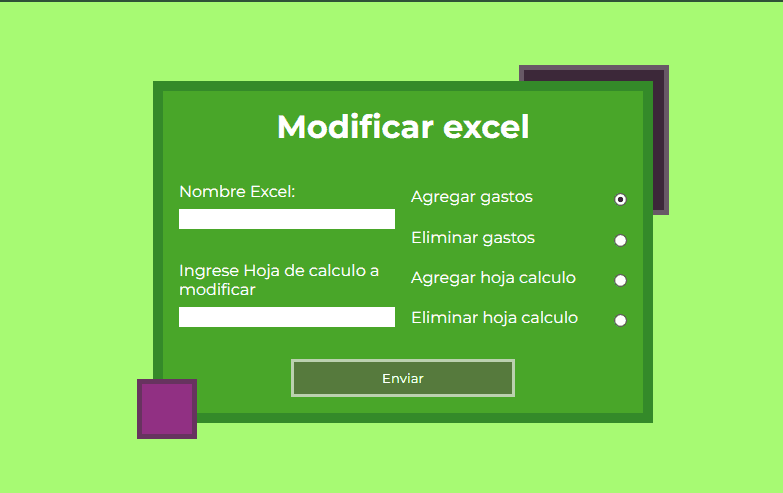 Modificar excel
Nombre Excel:
Ingrese Hoja de calculo a
modificar
Agregar gastos
Eliminar gastos
Agregar hoja calculo
Eliminar hoja calculo
Enviar